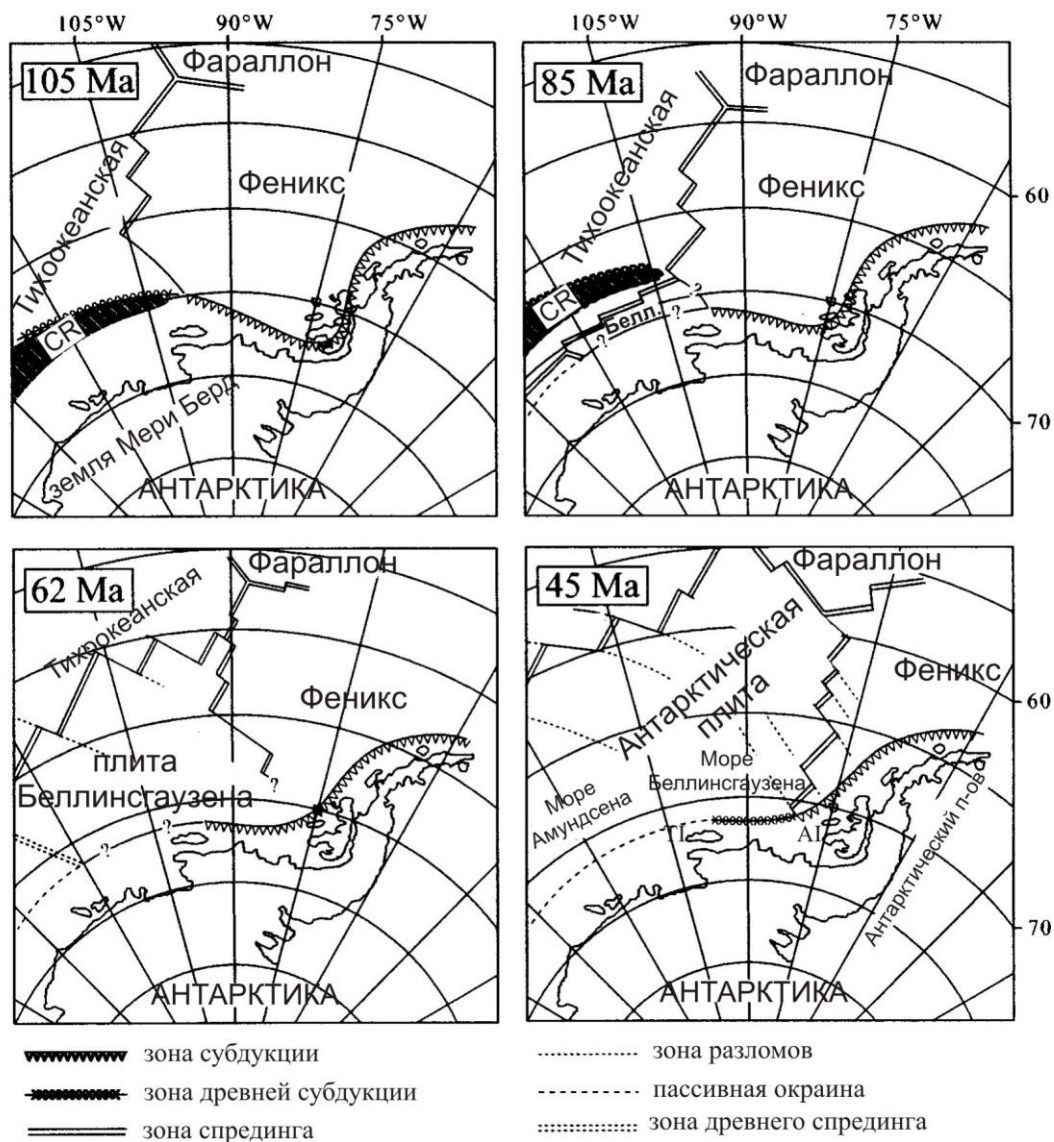 105°W 90°W 75°W 105°W 90°W 75°W
105 Ma
Фараллон
Тихоокеанская
Феникс
CR
земля Мери Берд
АНТАРКТИКА
85 Ma
Фараллон
Тихоокеанская
Феникс
CR
Белл.
?
?
?
АНТАРКТИКА
60
70
62 Ma
Фараллон
Тихрокеанская
Феникс
плита
Беллинсгаузена
?
?
?
АНТАРКТИКА
45 Ma
Фараллон
Антарктическая
плита
Феникс
Море
Беллинсгаузена
Море
Амундсена
TI
AI
Антарктический п-ов
АНТАРКТИКА
60
70
зона субдукции
зона древней субдукции
зона спрединга
зона разломов
пассивная окраина
зона древнего спрединга